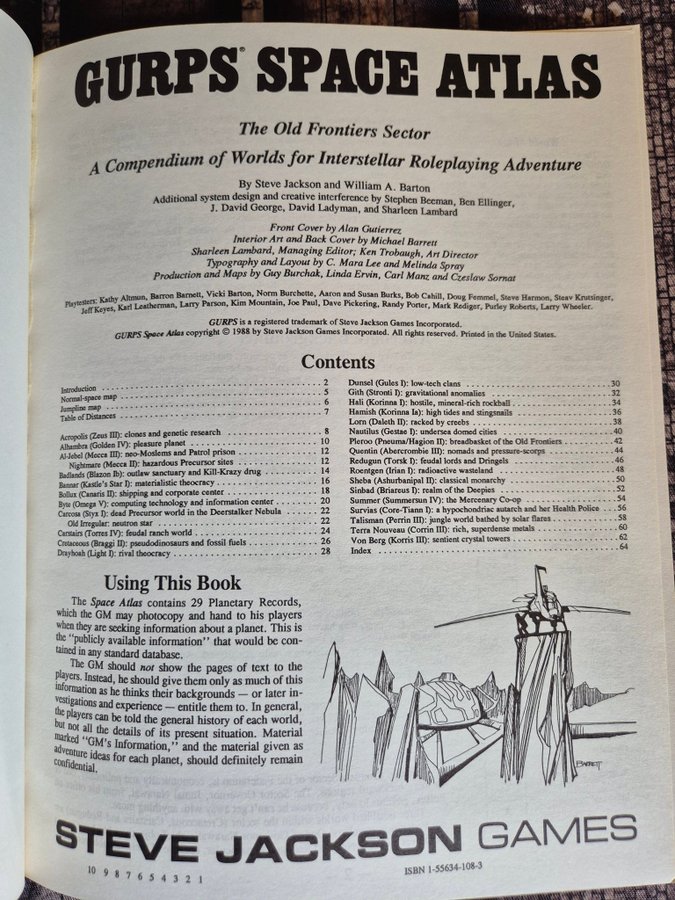 GURPS® SPACE ATLAS
The Old Frontiers Sector
A Compendium of Worlds for Interstellar Roleplaying Adventure
By Steve Jackson and William A. Barton
Additional system design and creative interference by Stephen Beeman, Ben Ellinger,
J. David George, David Ladyman, and Sharleen Lambard
Front Cover by Alan Gutierrez
Interior Art and Back Cover by Michael Barrett
Sharleen Lambard, Managing Editor; Ken Trobaugh, Art Director
Typography and Layout by C. Mara Lee and Melinda Spray
Production and Maps by Guy Burchak, Linda Ervin, Carl Manz and Czeslaw Sornat
Playtesters: Kathy Altmun, Barron Barnett, Vicki Barton, Norm Burchette, Aaron and Susan Burks, Bob Cahill, Doug Femmel, Steve Harmon, Steav Krutsinger,
Jeff Keyes, Karl Leatherman, Larry Parson, Kim Mountain, Joe Paul, Dave Pickering, Randy Porter, Mark Rediger, Purley Roberts, Larry Wheeler.
GURPS is a registered trademark of Steve Jackson Games Incorporated.
GURPS Space Atlas copyright © 1988 by Steve Jackson Games Incorporated. All rights reserved. Printed in the United States.
Contents
Introduction . . . 2
Normal-space map . . . 5
Jumpline map . . . 6
Table of Distances . . . 7
Acropolis (Zeus III): clones and genetic research . . . 8
Alhambra (Golden IV): pleasure planet . . . 10
Al-Jebel (Mecca III): neo-Moslems and Patrol prison . . . 12
Nightmare (Mecca II): hazardous Precursor sites . . . 12
Badlands (Blazon Ib): outlaw sanctuary and Kill-Krazy drug . . . 14
Bannar (Kastle's Star I): materialistic theocracy . . . 16
Bollux (Canaris II): shipping and corporate center . . . 18
Byte (Omega V): computing technology and information center . . . 20
Carcosa (Styx I): dead Precursor world in the Deerstalker Nebula . . . 22
Old Irregular: neutron star . . . 22
Carstairs (Torres IV): feudal ranch world . . . 24
Cretaceous (Braggi II): pseudodinosaurs and fossil fuels . . . 26
Drayhoah (Light I): rival theocracy . . . 28
Dunsel (Gules I): low-tech clans . . . 30
Gith (Stronti I): gravitational anomalies . . . 32
Hali (Korinna I): hostile, mineral-rich rockball . . . 34
Hamish (Korinna Ia): high tides and stingsnails . . . 36
Lorn (Daleth II): racked by creebs . . . 38
Nautilus (Gestae I): undersea domed cities . . . 40
Pleroo (Pneuma/Hagion II): breadbasket of the Old Frontiers . . . 42
Quentin (Abercrombie III): nomads and pressure-scorps . . . 44
Redugun (Torsk I): feudal lords and Dringels . . . 46
Roentgen (Irian I): radioactive wasteland . . . 48
Sheba (Ashurbanipal II): classical monarchy . . . 50
Sinbad (Briareus I): realm of the Deepies . . . 52
Summer (Summersun IV): the Mercenary Co-op . . . 54
Survias (Core-Tiann I): a hypochondriac autarch and her Health Police . . . 56
Talisman (Perrin III): jungle world bathed by solar flares . . . 58
Terra Nouveau (Corrin III): rich, superdense metals . . . 60
Von Berg (Korris III): sentient crystal towers . . . 62
Index . . . 64
Using This Book
The Space Atlas contains 29 Planetary Records,
which the GM may photocopy and hand to his players
when they are seeking information about a planet. This is
the "publicly available information" that would be con-
tained in any standard database.
The GM should not show the pages of text to the
players. Instead, he should give them only as much of this
information as he thinks their backgrounds — or later in-
vestigations and experience — entitle them to. In general,
the players can be told the general history of each world,
but not all the details of its present situation. Material
marked "GM's Information," and the material given as
adventure ideas for each planet, should definitely remain
confidential.
BARRETT
STEVE JACKSON GAMES
10 9 8 7 6 5 4 3 2 1
ISBN 1-55634-108-3